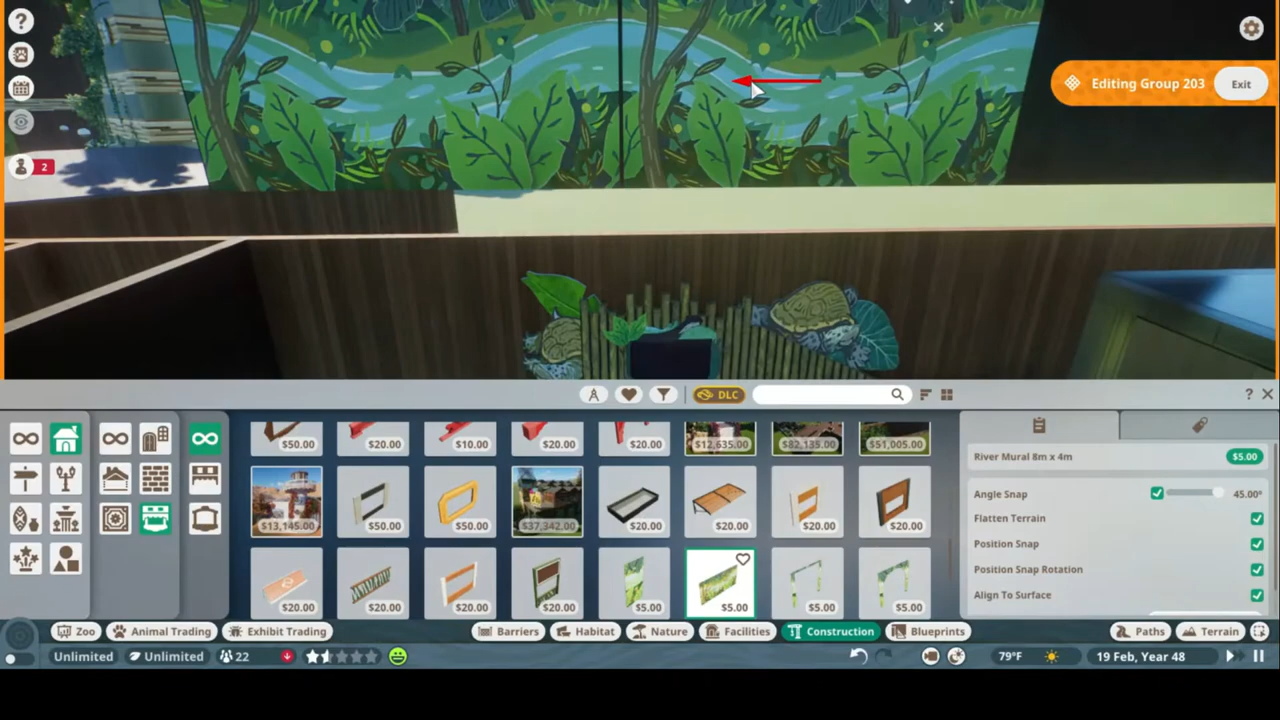 ?
Editing Group 203
Exit
2
DLC
?
$50.00
$20.00
$10.00
$20.00
$20.00
$12,635.00
$82,135.00
$51,005.00
River Mural 8m x 4m
$5.00
$13,145.00
$50.00
$50.00
$37,342.00
$20.00
$20.00
$20.00
$20.00
Angle Snap
45.00°
Flatten Terrain
Position Snap
Position Snap Rotation
Align To Surface
$20.00
$20.00
$20.00
$20.00
$5.00
$5.00
$5.00
$5.00
Zoo
Animal Trading
Exhibit Trading
Barriers
Habitat
Nature
Facilities
Construction
Blueprints
Paths
Terrain
Unlimited
Unlimited
22
79°F
19 Feb, Year 48